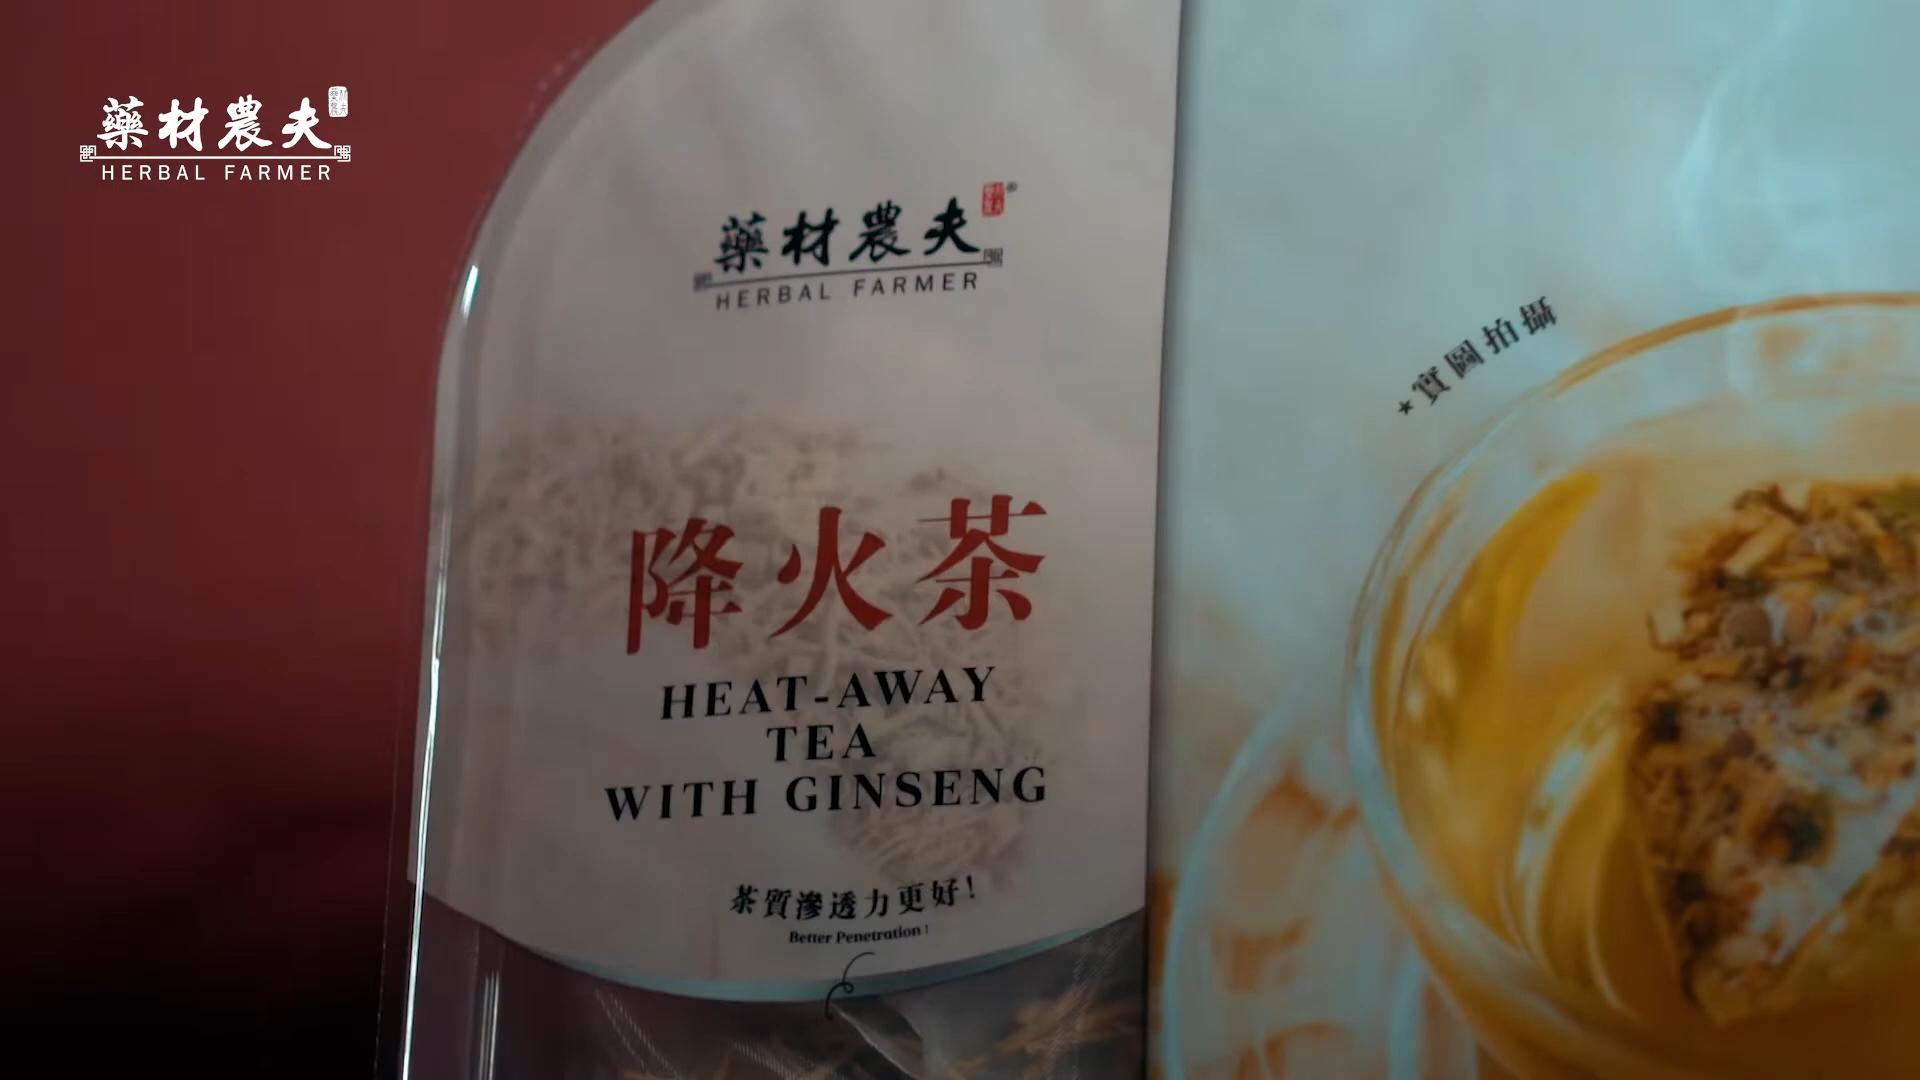 藥材農夫
HERBAL FARMER
藥材農夫
HERBAL FARMER
降火茶
HEAT-AWAY
TEA
WITH GINSENG
茶質滲透力更好!
Better Penetration!
*實圖拍攝